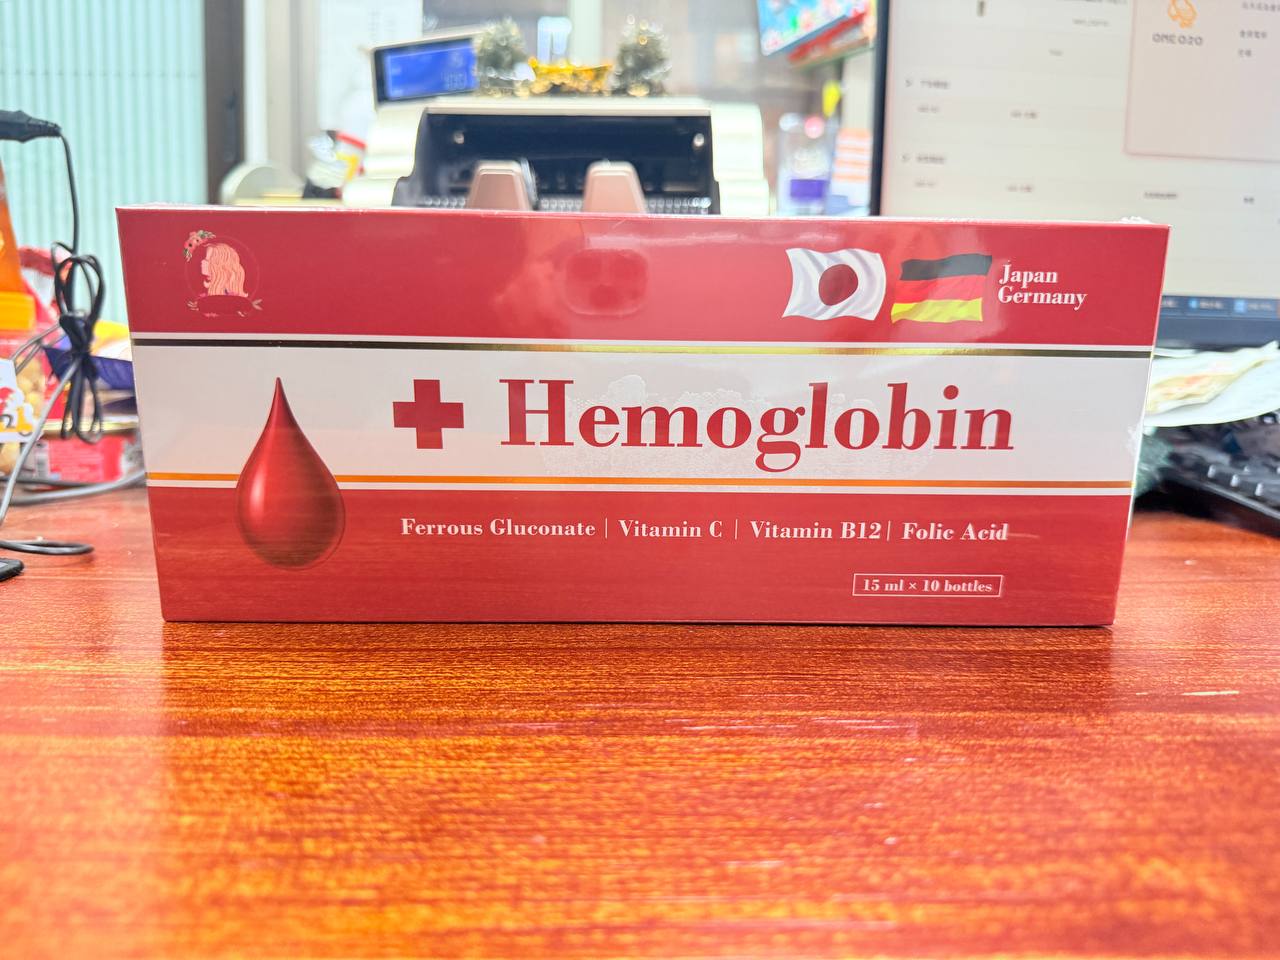 Japan
Germany
Hemoglobin
Ferrous Gluconate | Vitamin C | Vitamin B12 | Folic Acid
15 ml × 10 bottles